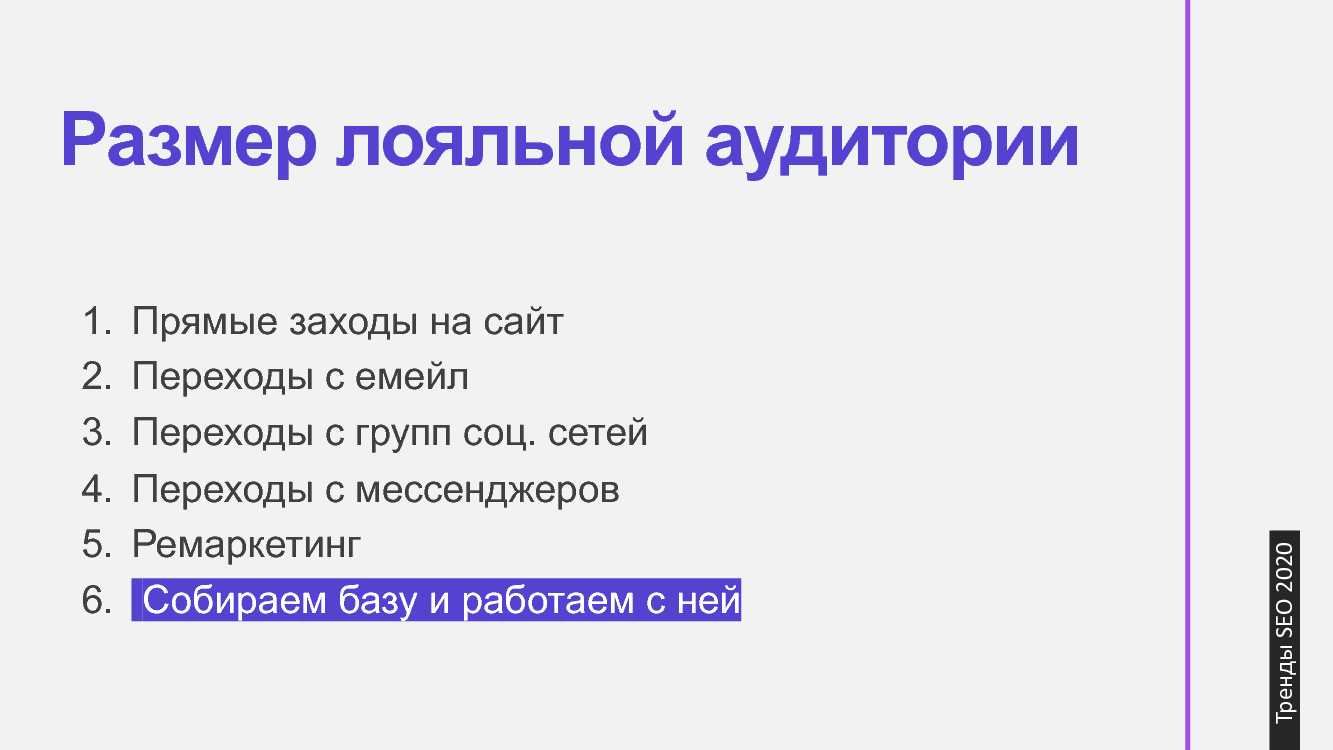 Размер лояльной аудитории
1. Прямые заходы на сайт
2. Переходы с емейл
3. Переходы с групп соц. сетей
4. Переходы с мессенджеров
5. Ремаркетинг
6. Собираем базу и работаем с ней
Тренды SEO 2020